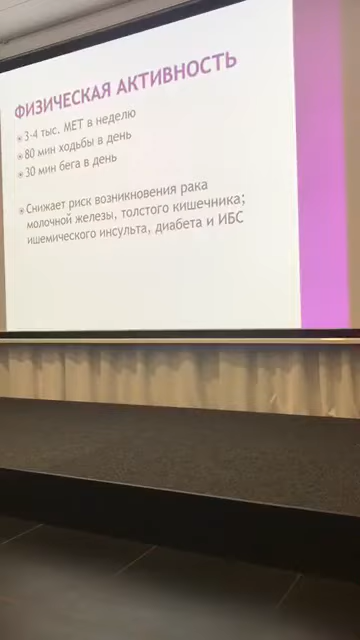 ФИЗИЧЕСКАЯ АКТИВНОСТЬ
3-4 тыс. МЕТ в неделю
80 мин ходьбы в день
30 мин бега в день
Снижает риск возникновения рака
молочной железы, толстого кишечника;
ишемического инсульта, диабета и ИБС